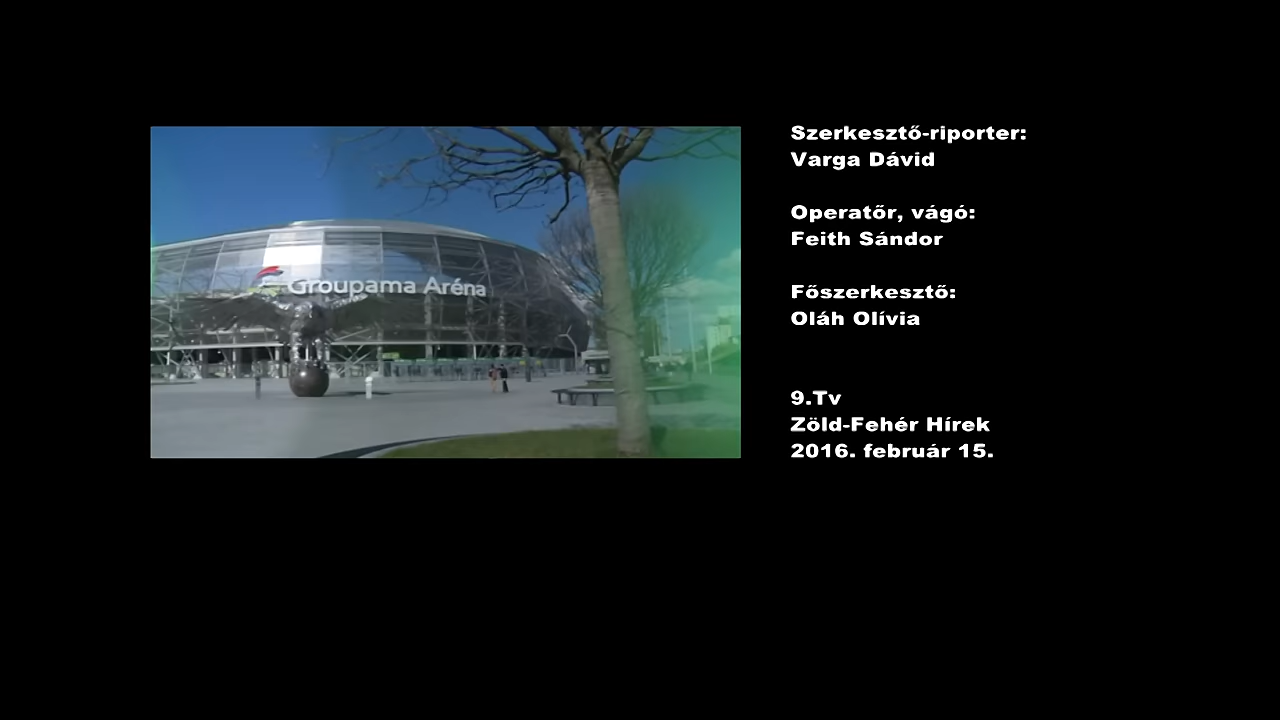 Groupama Aréna
Szerkesztő-riporter:
Varga Dávid
Operatőr, vágó:
Feith Sándor
Főszerkesztő:
Oláh Olívia
9.Tv
Zöld-Fehér Hírek
2016. február 15.